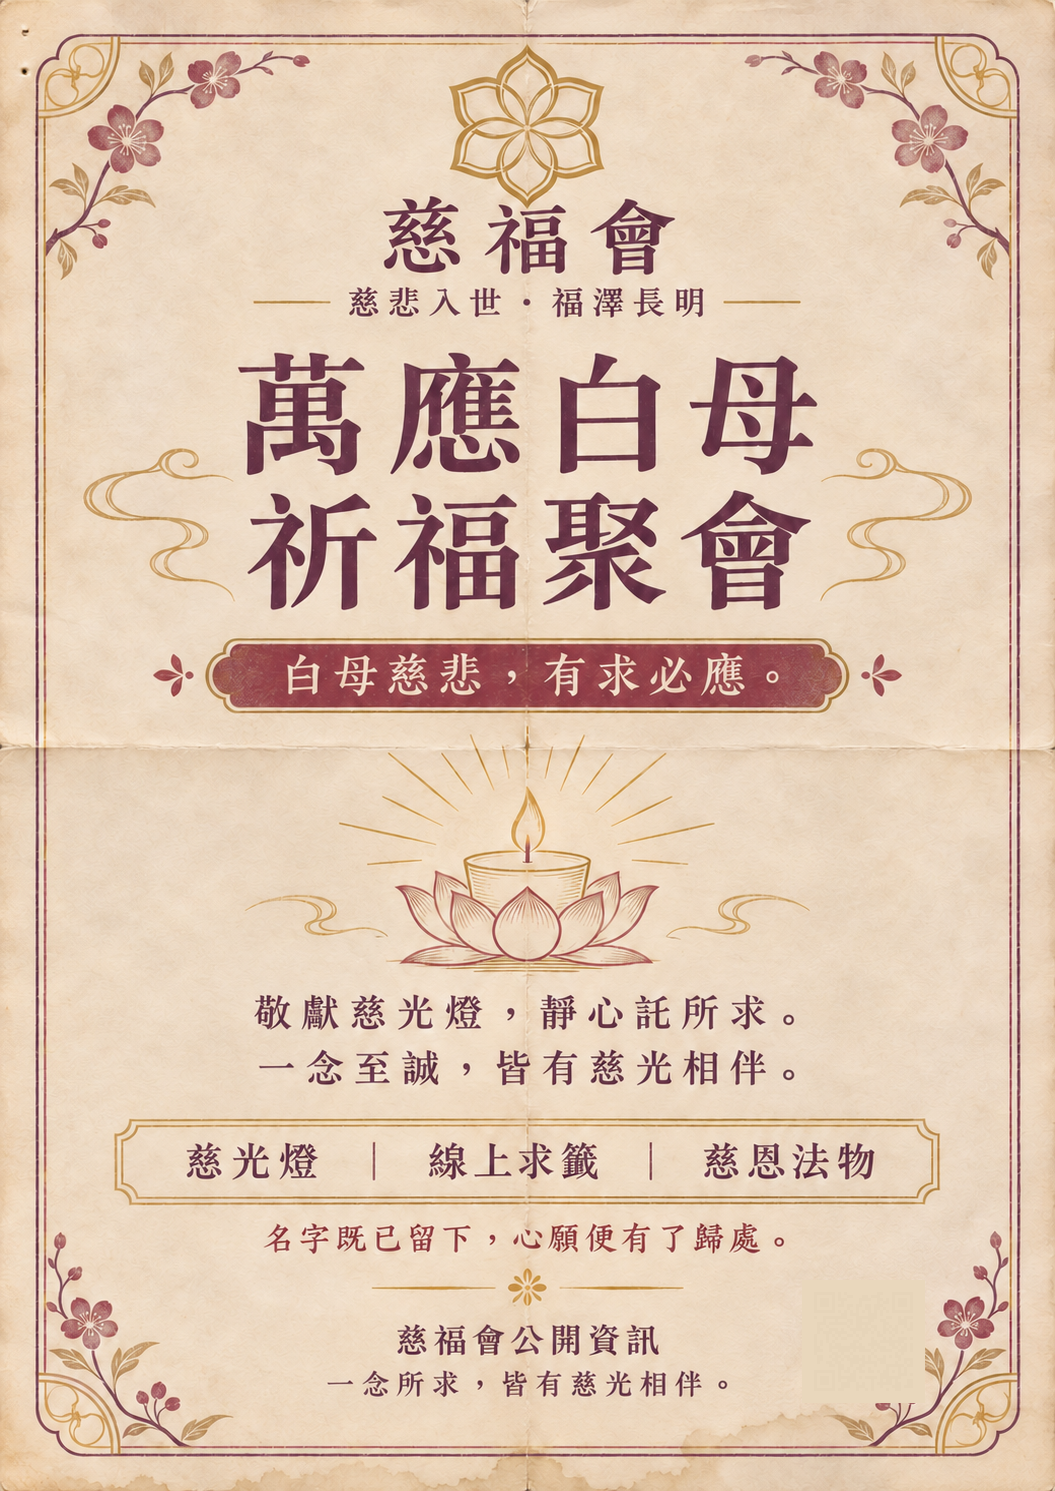 慈福會
慈悲入世・福澤長明
萬應白母
祈福聚會
白母慈悲，有求必應。
敬獻慈光燈，靜心託所求。
一念至誠，皆有慈光相伴。
慈光燈｜線上求籤｜慈恩法物
名字既已留下，心願便有了歸處。
慈福會公開資訊
一念所求，皆有慈光相伴。